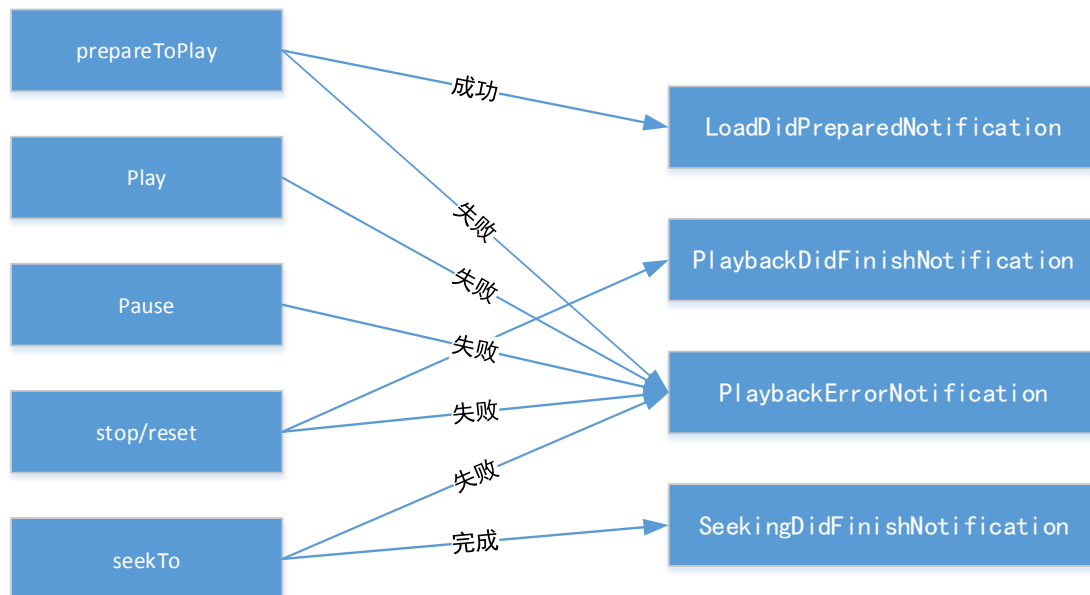 prepareToPlay
成功
LoadDidPreparedNotification
Play
失败
PlaybackDidFinishNotification
失败
Pause
失败
PlaybackErrorNotification
stop/reset
失败
失败
SeekingDidFinishNotification
完成
seekTo